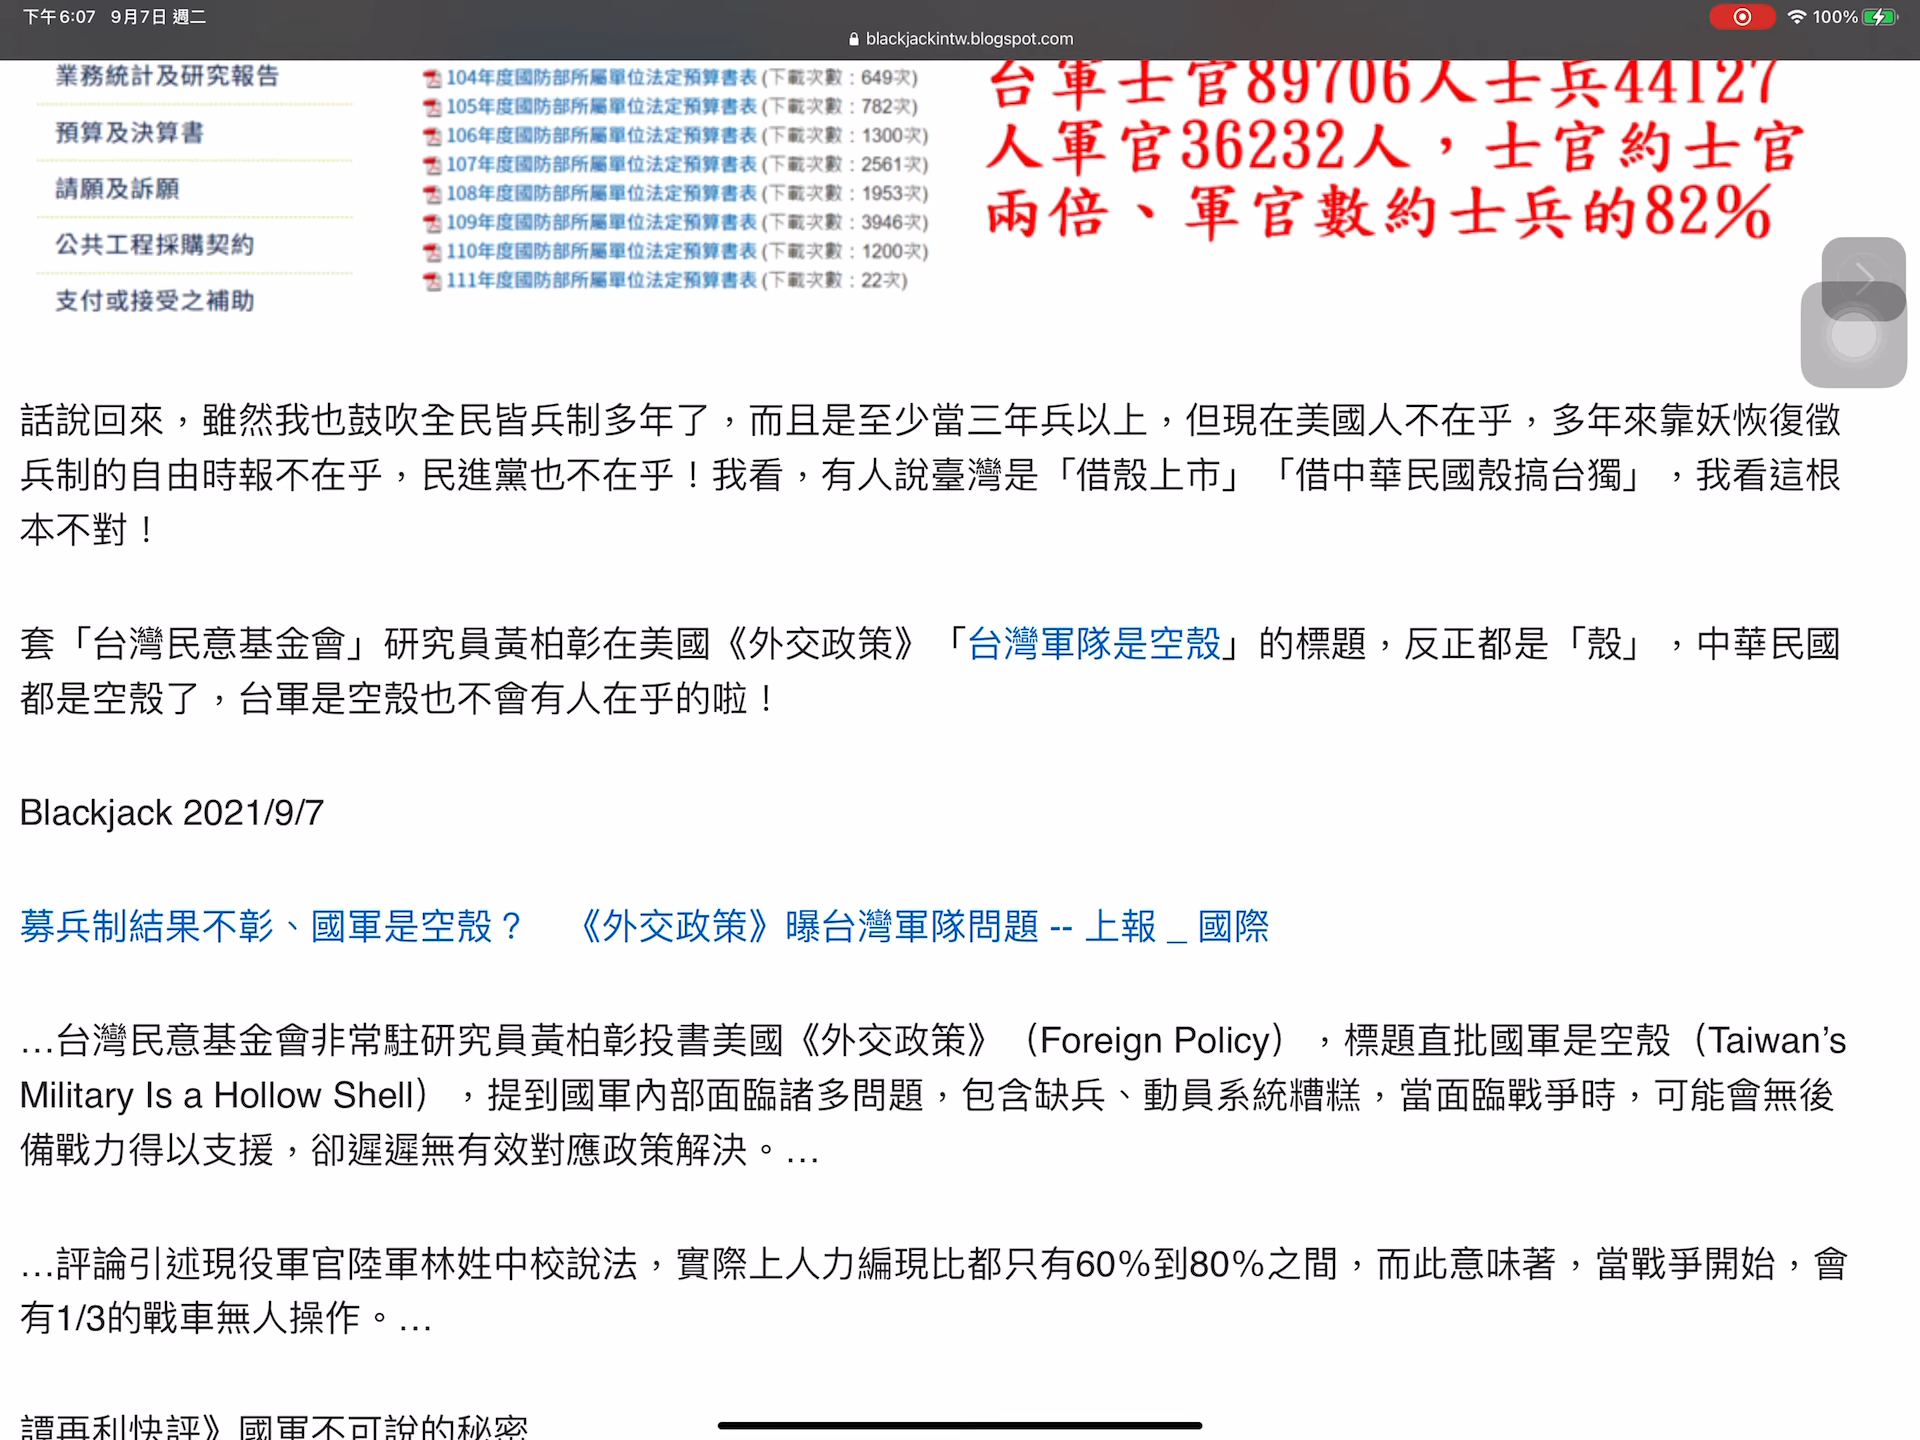 下午6:07 9月7日 週二
100%
blackjackintw.blogspot.com
業務統計及研究報告
預算及決算書
請願及訴願
公共工程採購契約
支付或接受之補助
104年度國防部所屬單位法定預算書表 (下載次數：649次)
105年度國防部所屬單位法定預算書表 (下載次數：782次)
106年度國防部所屬單位法定預算書表 (下載次數：1300次)
107年度國防部所屬單位法定預算書表 (下載次數：2561次)
108年度國防部所屬單位法定預算書表 (下載次數：1953次)
109年度國防部所屬單位法定預算書表 (下載次數：3946次)
110年度國防部所屬單位法定預算書表 (下載次數：1200次)
111年度國防部所屬單位法定預算書表 (下載次數：22次)
台軍士官89706人士兵44127
人軍官36232人，士官約士官
兩倍、軍官數約士兵的82%
話說回來，雖然我也鼓吹全民皆兵制多年了，而且是至少當三年兵以上，但現在美國人不在乎，多年來靠妖恢復徵
兵制的自由時報不在乎，民進黨也不在乎！我看，有人說臺灣是「借殼上市」「借中華民國殼搞台獨」，我看這根
本不對！
套「台灣民意基金會」研究員黃柏彰在美國《外交政策》「台灣軍隊是空殼」的標題，反正都是「殼」，中華民國
都是空殼了，台軍是空殼也不會有人在乎的啦！
Blackjack 2021/9/7
募兵制結果不彰、國軍是空殼？ 《外交政策》曝台灣軍隊問題 -- 上報 _ 國際
…台灣民意基金會非常駐研究員黃柏彰投書美國《外交政策》（Foreign Policy），標題直批國軍是空殼（Taiwan’s
Military Is a Hollow Shell），提到國軍內部面臨諸多問題，包含缺兵、動員系統糟糕，當面臨戰爭時，可能會無後
備戰力得以支援，卻遲遲無有效對應政策解決。…
…評論引述現役軍官陸軍林姓中校說法，實際上人力編現比都只有60%到80%之間，而此意味著，當戰爭開始，會
有1/3的戰車無人操作。…
譚再利快評》國軍不可說的秘密